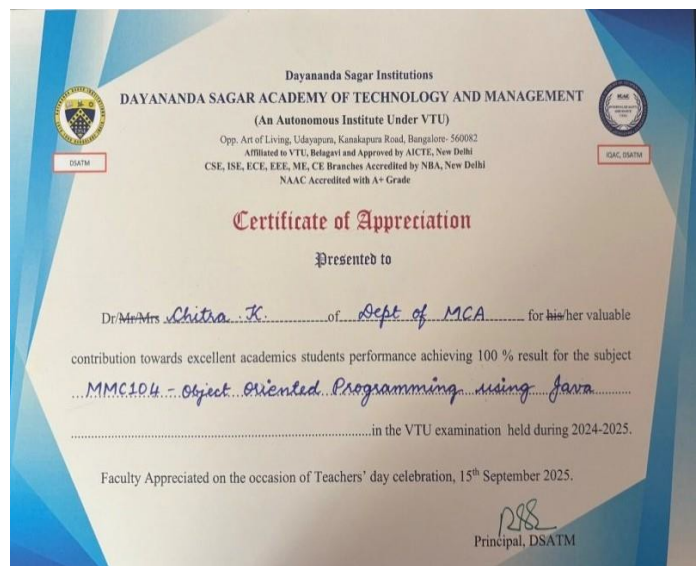 Dayananda Sagar Institutions
DAYANANDA SAGAR ACADEMY OF TECHNOLOGY AND MANAGEMENT
(An Autonomous Institute Under VTU)
Opp. Art of Living, Udayapura, Kanakapura Road, Bangalore- 560082
Affiliated to VTU, Belagavi and Approved by AICTE, New Delhi
CSE, ISE, ECE, EEE, ME, CE Branches Accredited by NBA, New Delhi
NAAC Accredited with A+ Grade
DSATM
IQAC, DSATM
Certificate of Appreciation
Presented to
Dr/Mr/Mrs Chitra K. of Dept of MCA for his/her valuable
contribution towards excellent academics students performance achieving 100 % result for the subject
MMC104 - Object Oriented Programming using Java
in the VTU examination held during 2024-2025.
Faculty Appreciated on the occasion of Teachers' day celebration, 15th September 2025.
Principal, DSATM